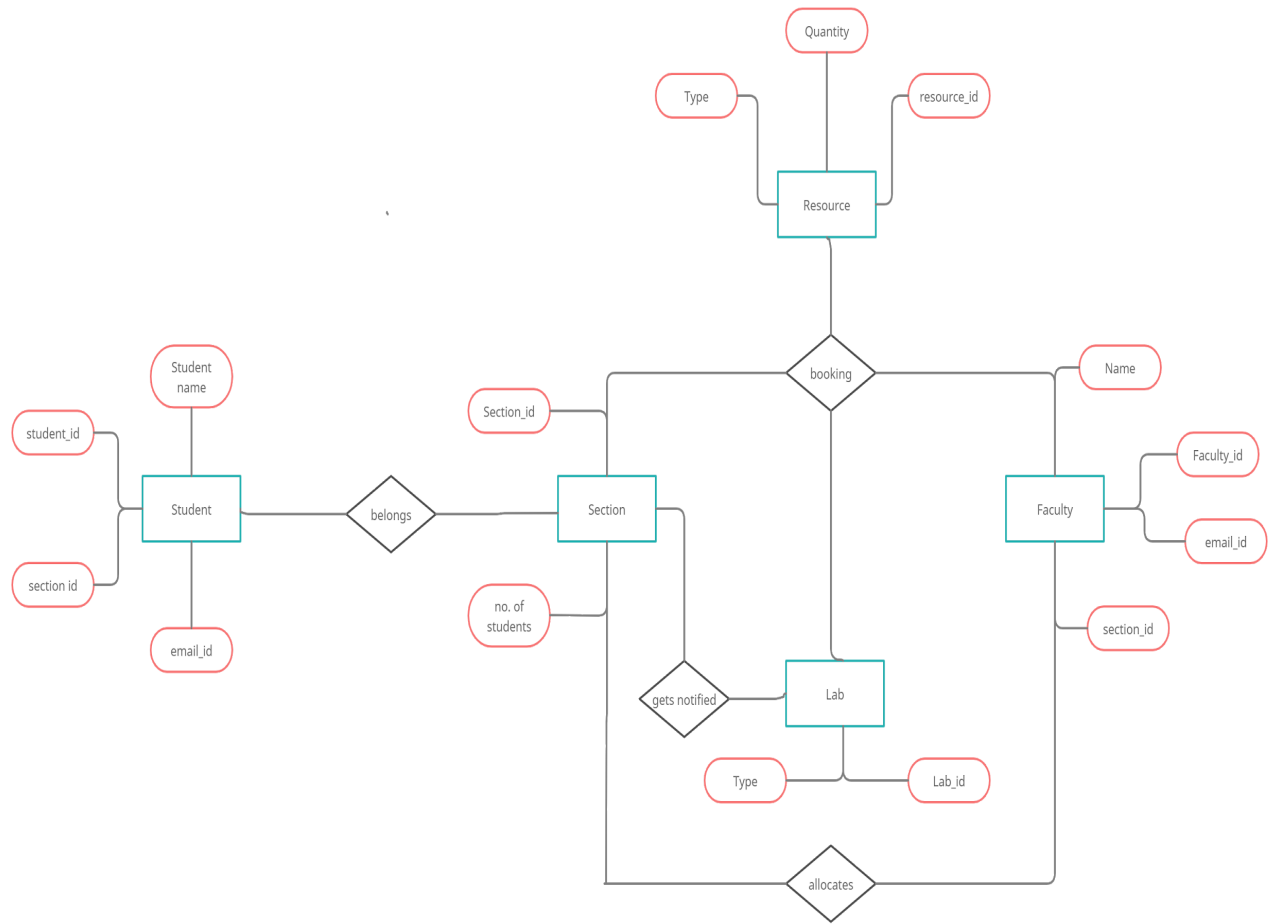 Quantity
Type
resource_id
Resource
booking
Name
Student
name
Section_id
student_id
Faculty_id
Student
belongs
Section
Faculty
email_id
section id
no. of
students
section_id
email_id
gets notified
Lab
Type
Lab_id
allocates